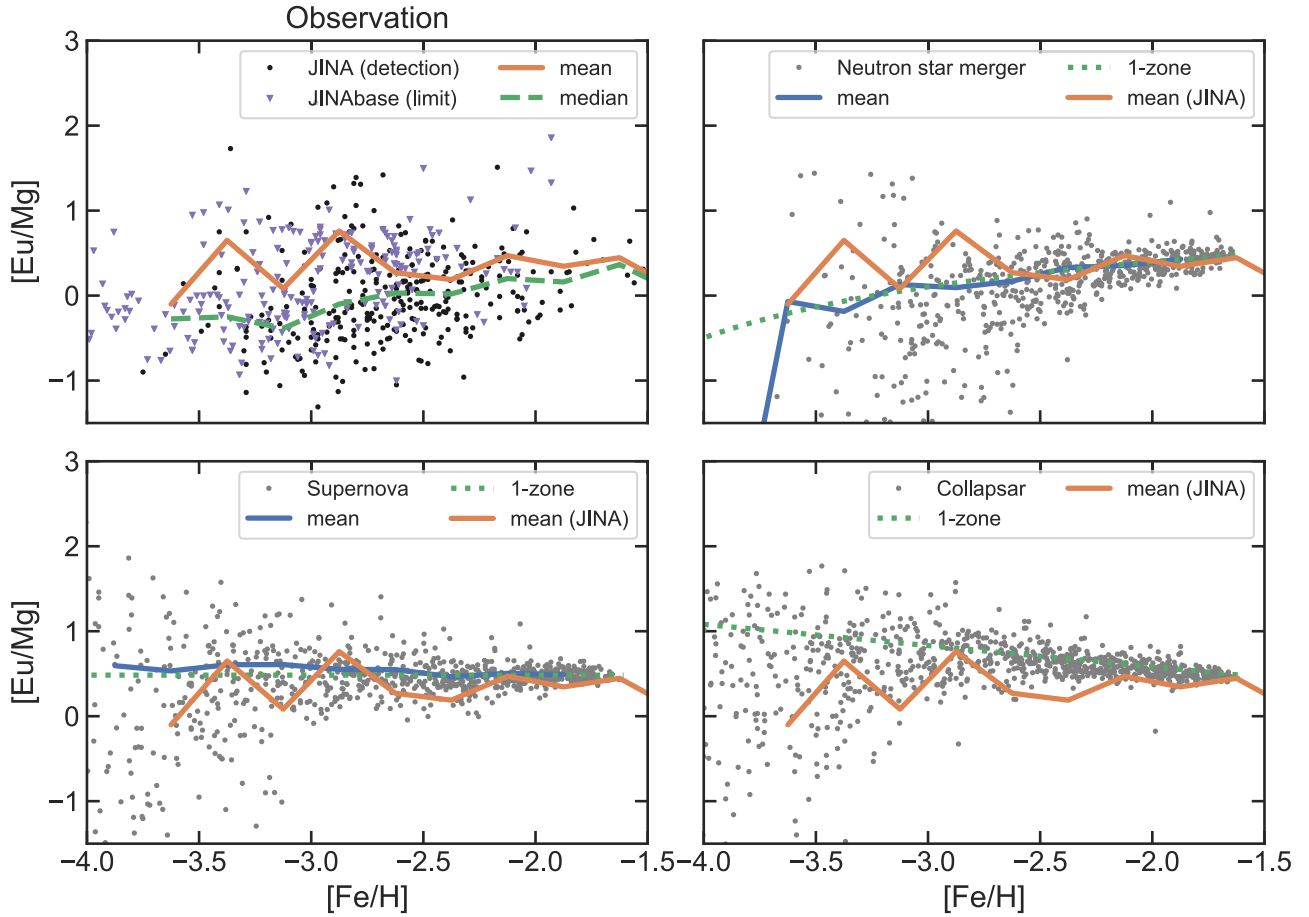 Observation
3
2
1
0
−1
[Eu/Mg]
JINA (detection)
JINAbase (limit)
mean
median
Neutron star merger
mean
1-zone
mean (JINA)
3
2
1
0
−1
[Eu/Mg]
Supernova
mean
1-zone
mean (JINA)
Collapsar
1-zone
mean (JINA)
−4.0 −3.5 −3.0 −2.5 −2.0 −1.5
−4.0 −3.5 −3.0 −2.5 −2.0 −1.5
[Fe/H]
[Fe/H]